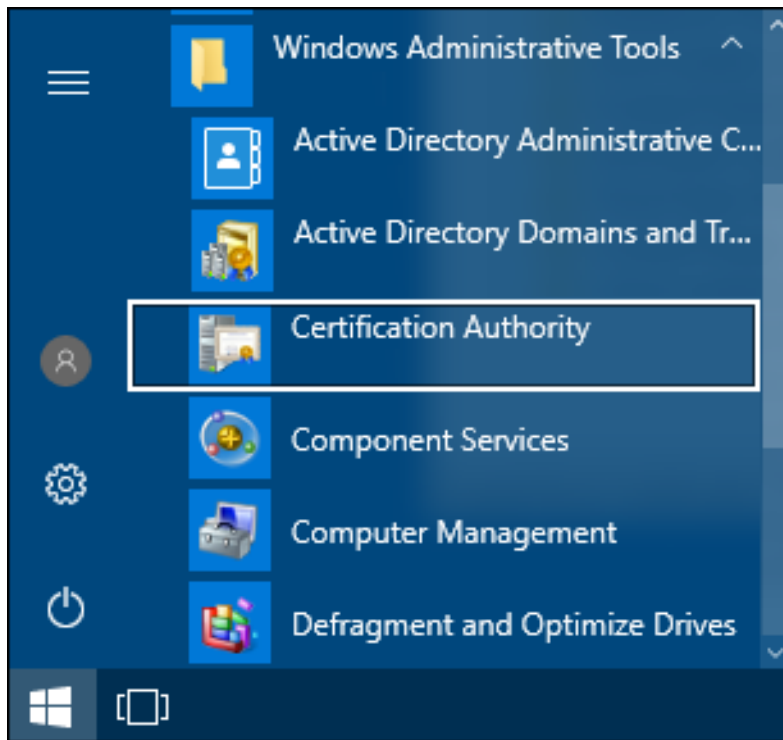 Windows Administrative Tools
Active Directory Administrative C...
Active Directory Domains and Tr...
Certification Authority
Component Services
Computer Management
Defragment and Optimize Drives